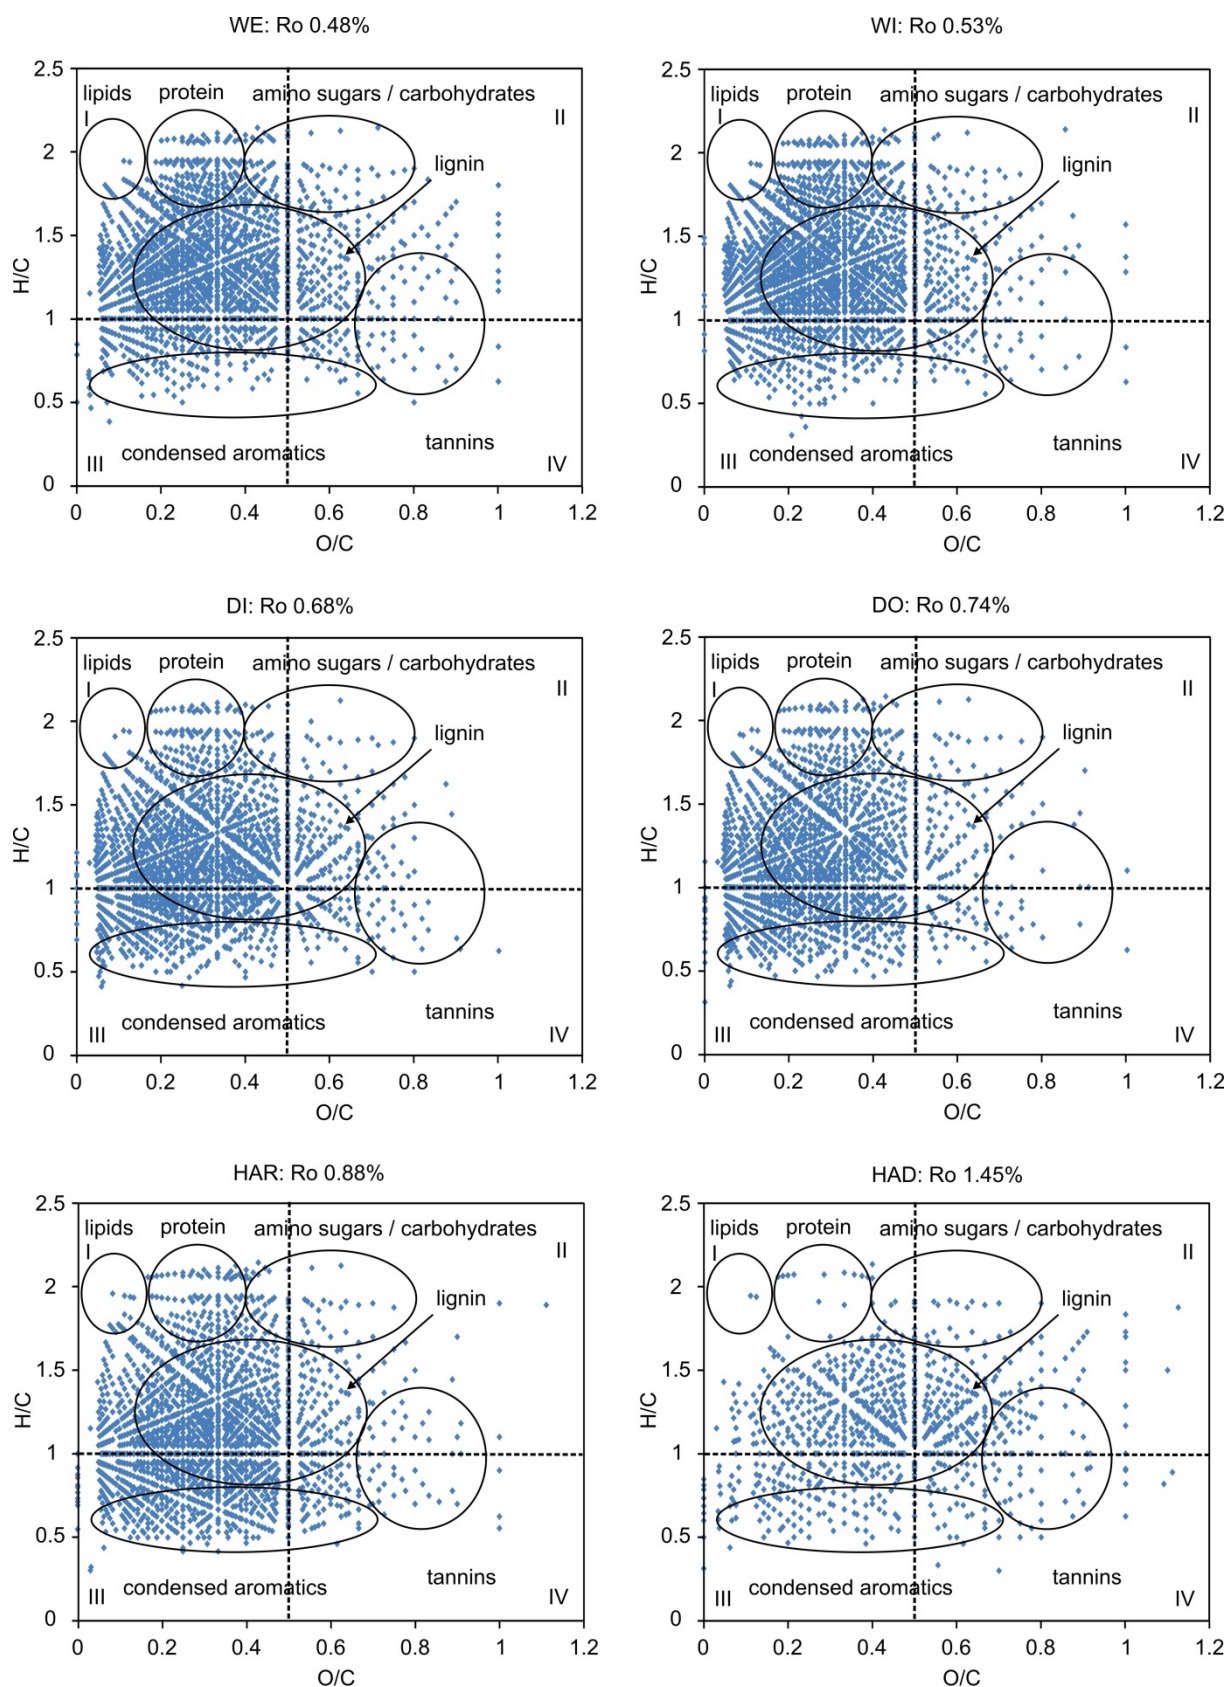 WE: Ro 0.48%
2.5
2
1.5
1
0.5
0
H/C
lipids
protein
amino sugars / carbohydrates
I
II
lignin
III
condensed aromatics
tannins
IV
0 0.2 0.4 0.6 0.8 1 1.2
O/C
WI: Ro 0.53%
2.5
2
1.5
1
0.5
0
H/C
lipids
protein
amino sugars / carbohydrates
I
II
lignin
III
condensed aromatics
tannins
IV
0 0.2 0.4 0.6 0.8 1 1.2
O/C
DI: Ro 0.68%
2.5
2
1.5
1
0.5
0
H/C
lipids
protein
amino sugars / carbohydrates
I
II
lignin
III
condensed aromatics
tannins
IV
0 0.2 0.4 0.6 0.8 1 1.2
O/C
DO: Ro 0.74%
2.5
2
1.5
1
0.5
0
H/C
lipids
protein
amino sugars / carbohydrates
I
II
lignin
III
condensed aromatics
tannins
IV
0 0.2 0.4 0.6 0.8 1 1.2
O/C
HAR: Ro 0.88%
2.5
2
1.5
1
0.5
0
H/C
lipids
protein
amino sugars / carbohydrates
I
II
lignin
III
condensed aromatics
tannins
IV
0 0.2 0.4 0.6 0.8 1 1.2
O/C
HAD: Ro 1.45%
2.5
2
1.5
1
0.5
0
H/C
lipids
protein
amino sugars / carbohydrates
I
II
lignin
III
condensed aromatics
tannins
IV
0 0.2 0.4 0.6 0.8 1 1.2
O/C